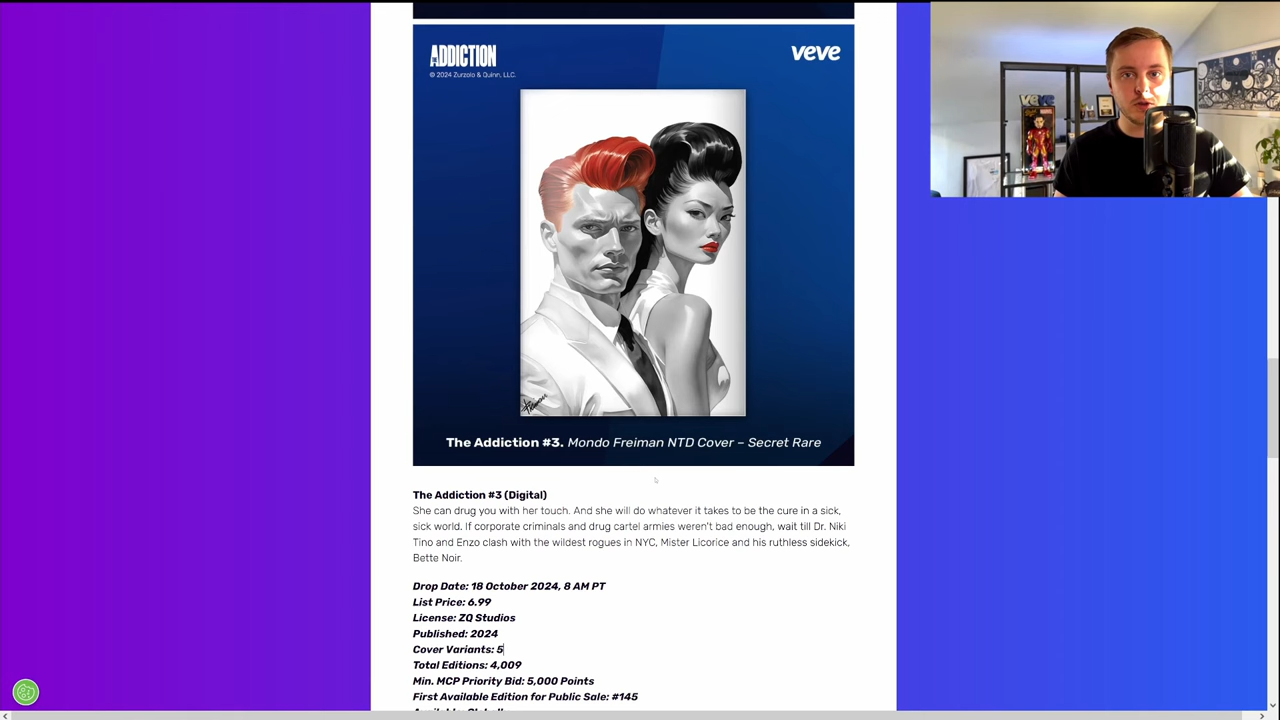 ADDICTION
© 2024 Zurzolo & Quinn, LLC.
veve
VEVE
The Addiction #3. Mondo Freiman NTD Cover – Secret Rare
The Addiction #3 (Digital)
She can drug you with her touch. And she will do whatever it takes to be the cure in a sick,
sick world. If corporate criminals and drug cartel armies weren't bad enough, wait till Dr. Niki
Tino and Enzo clash with the wildest rogues in NYC, Mister Licorice and his ruthless sidekick,
Bette Noir.
Drop Date: 18 October 2024, 8 AM PT
List Price: 6.99
License: ZQ Studios
Published: 2024
Cover Variants: 5
Total Editions: 4,009
Min. MCP Priority Bid: 5,000 Points
First Available Edition for Public Sale: #145